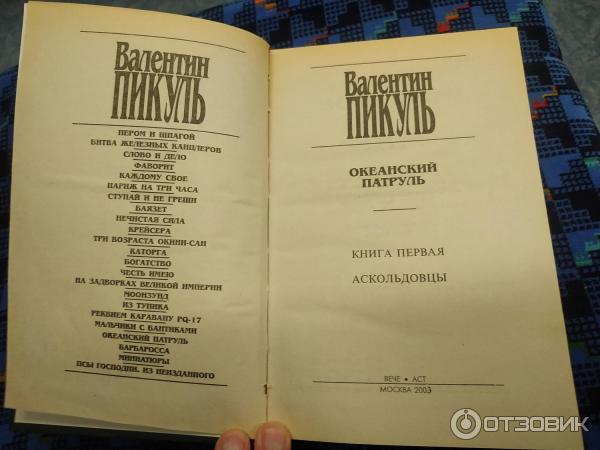 Валентин
ПИКУЛЬ
ПЕРОМ И ШПАГОЙ
БИТВА ЖЕЛЕЗНЫХ КАНЦЛЕРОВ
СЛОВО И ДЕЛО
ФАВОРИТ
КАЖДОМУ СВОЕ
ПАРИЖ НА ТРИ ЧАСА
СТУПАЙ И НЕ ГРЕШИ
БАЯЗЕТ
НЕЧИСТАЯ СИЛА
КРЕЙСЕРА
ТРИ ВОЗРАСТА ОКИНИ-САН
КАТОРГА
БОГАТСТВО
ЧЕСТЬ ИМЕЮ
НА ЗАДВОРКАХ ВЕЛИКОЙ ИМПЕРИИ
МООНЗУНД
ИЗ ТУПИКА
РЕКВИЕМ КАРАВАНУ PQ-17
МАЛЬЧИКИ С БАНТИКАМИ
ОКЕАНСКИЙ ПАТРУЛЬ
БАРБАРОССА
МИНИАТЮРЫ
ПСЫ ГОСПОДНИ. ИЗ НЕИЗДАННОГО
Валентин
ПИКУЛЬ
ОКЕАНСКИЙ
ПАТРУЛЬ
КНИГА ПЕРВАЯ
АСКОЛЬДОВЦЫ
ВЕЧЕ • АСТ
МОСКВА 2003
ОТЗОВИК